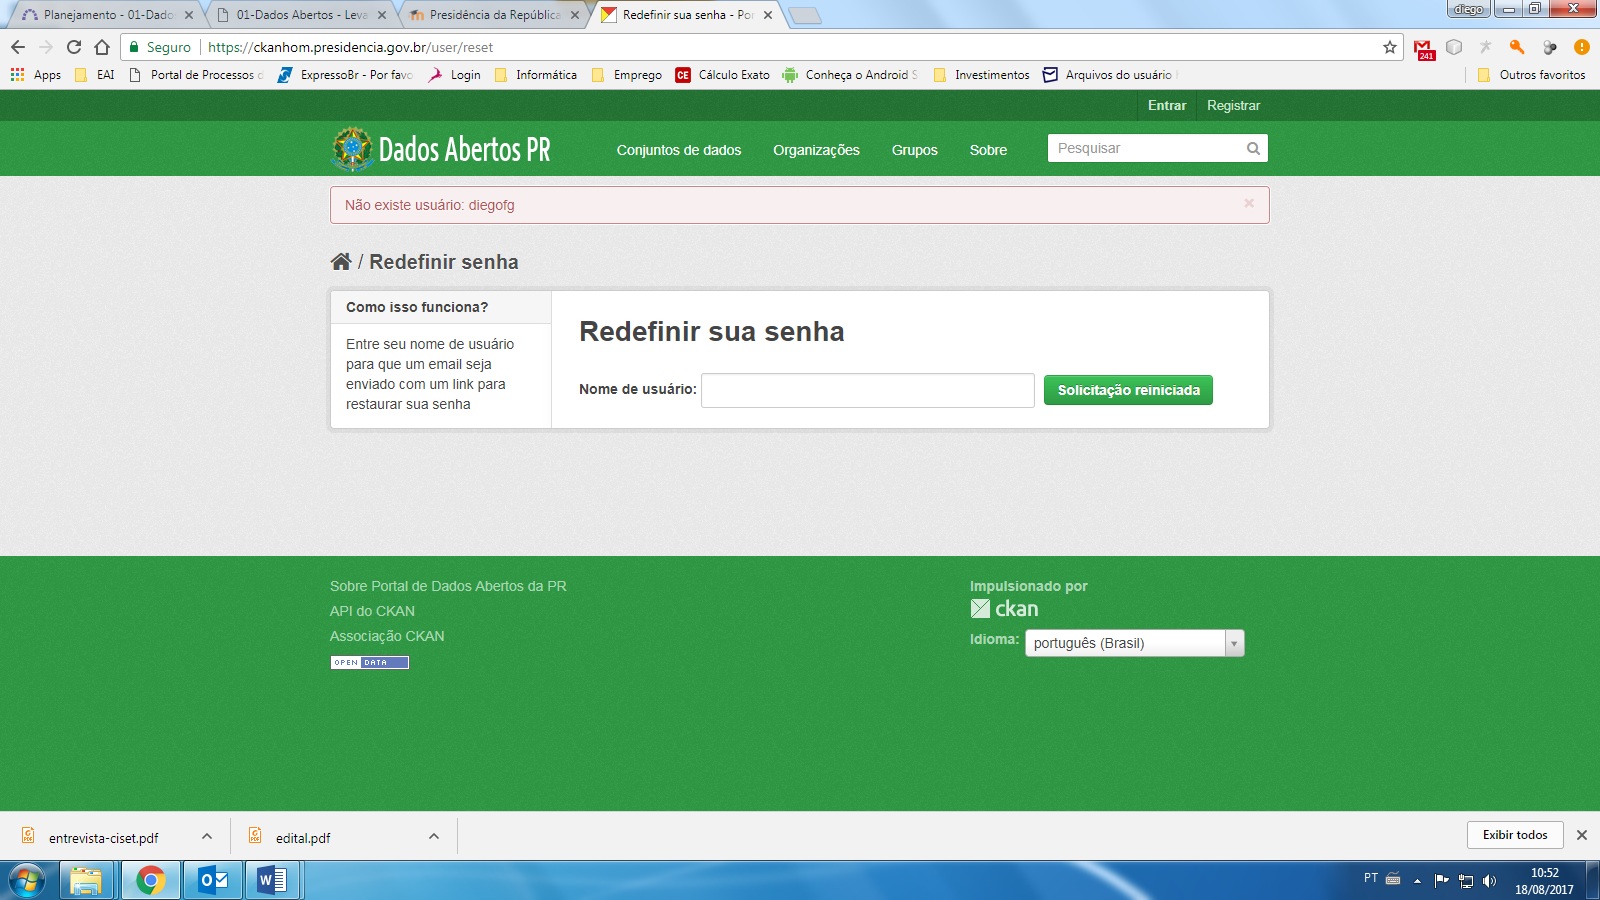 Planejamento - 01-Dados
01-Dados Abertos - Leva
Presidência da República
Redefinir sua senha - Por
diego
Seguro
https://ckanhom.presidencia.gov.br/user/reset
241
Apps
EAI
Portal de Processos d
ExpressoBr - Por favo
Login
Informática
Emprego
CE
Cálculo Exato
Conheça o Android S
Investimentos
Arquivos do usuário
Outros favoritos
Entrar
Registrar
Dados Abertos PR
Conjuntos de dados
Organizações
Grupos
Sobre
Pesquisar
Não existe usuário: diegofg
/ Redefinir senha
Como isso funciona?
Entre seu nome de usuário
para que um email seja
enviado com um link para
restaurar sua senha
Redefinir sua senha
Nome de usuário:
Solicitação reiniciada
Sobre Portal de Dados Abertos da PR
API do CKAN
Associação CKAN
OPEN DATA
Impulsionado por
ckan
Idioma:
português (Brasil)
entrevista-ciset.pdf
edital.pdf
Exibir todos
PT
10:52
18/08/2017